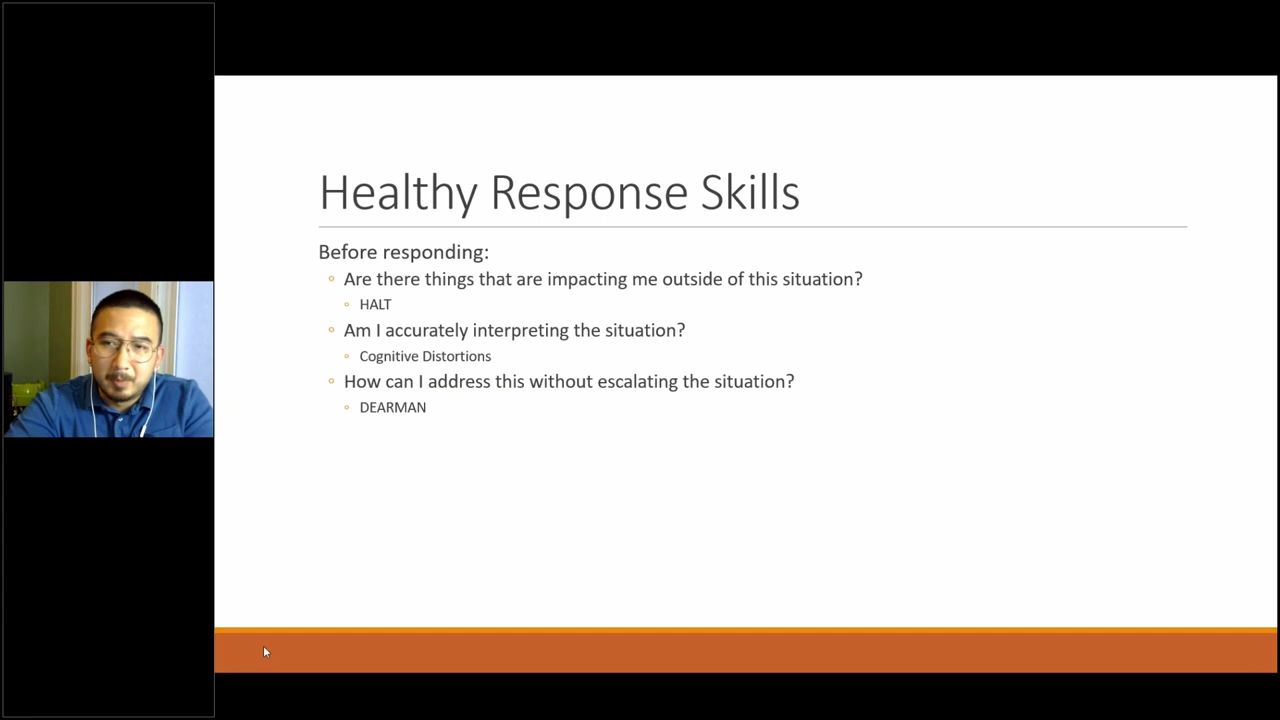 Healthy Response Skills
Before responding:
Are there things that are impacting me outside of this situation?
HALT
Am I accurately interpreting the situation?
Cognitive Distortions
How can I address this without escalating the situation?
DEARMAN